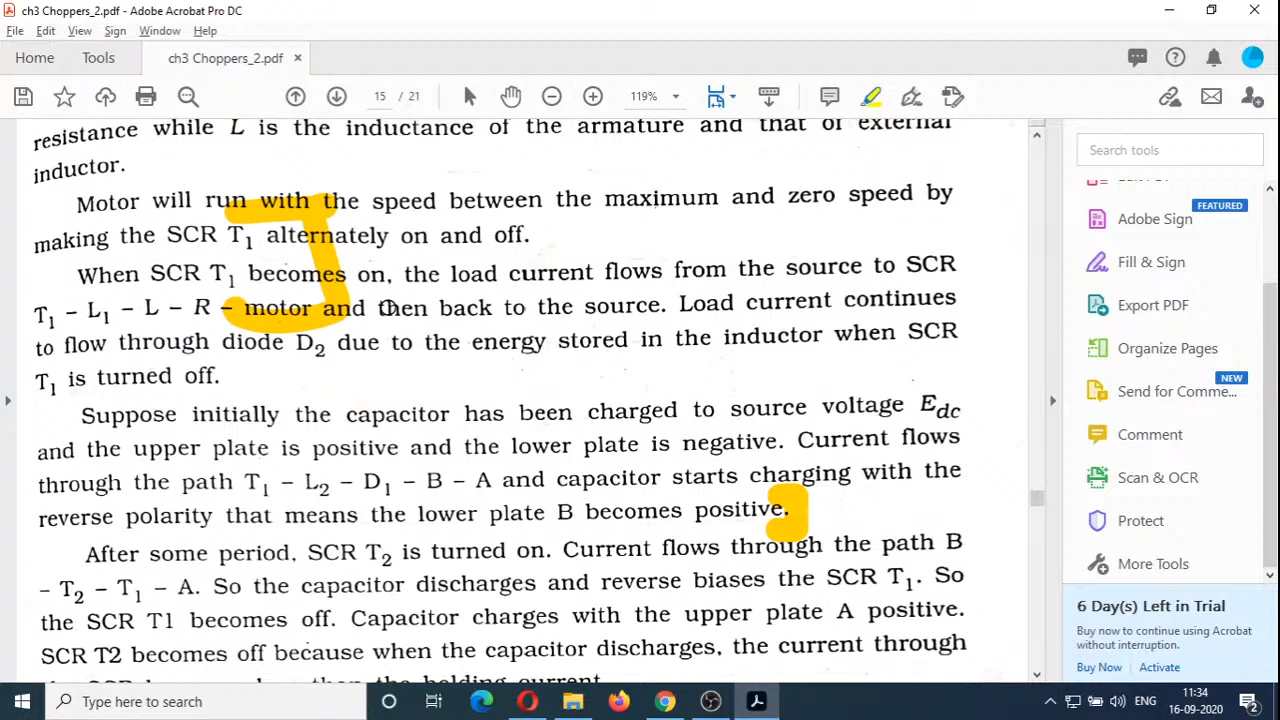 ch3 Choppers_2.pdf - Adobe Acrobat Pro DC
File Edit View Sign Window Help
Home Tools ch3 Choppers_2.pdf ×
15 / 21 119%
resistance while L is the inductance of the armature and that of external
inductor.
Motor will run with the speed between the maximum and zero speed by
making the SCR T1 alternately on and off.
When SCR T1 becomes on, the load current flows from the source to SCR
T1 – L1 – L – R – motor and then back to the source. Load current continues
to flow through diode D2 due to the energy stored in the inductor when SCR
T1 is turned off.
Suppose initially the capacitor has been charged to source voltage Edc
and the upper plate is positive and the lower plate is negative. Current flows
through the path T1 – L2 – D1 – B – A and capacitor starts charging with the
reverse polarity that means the lower plate B becomes positive.
After some period, SCR T2 is turned on. Current flows through the path B
– T2 – T1 – A. So the capacitor discharges and reverse biases the SCR T1. So
the SCR T1 becomes off. Capacitor charges with the upper plate A positive.
SCR T2 becomes off because when the capacitor discharges, the current through
than the holding current.
Search tools
Adobe Sign
FEATURED
Fill & Sign
Export PDF
Organize Pages
Send for Comme...
NEW
Comment
Scan & OCR
Protect
More Tools
6 Day(s) Left in Trial
Buy now to continue using Acrobat
without interruption.
Buy Now Activate
Type here to search
ENG
11:34
16-09-2020
2